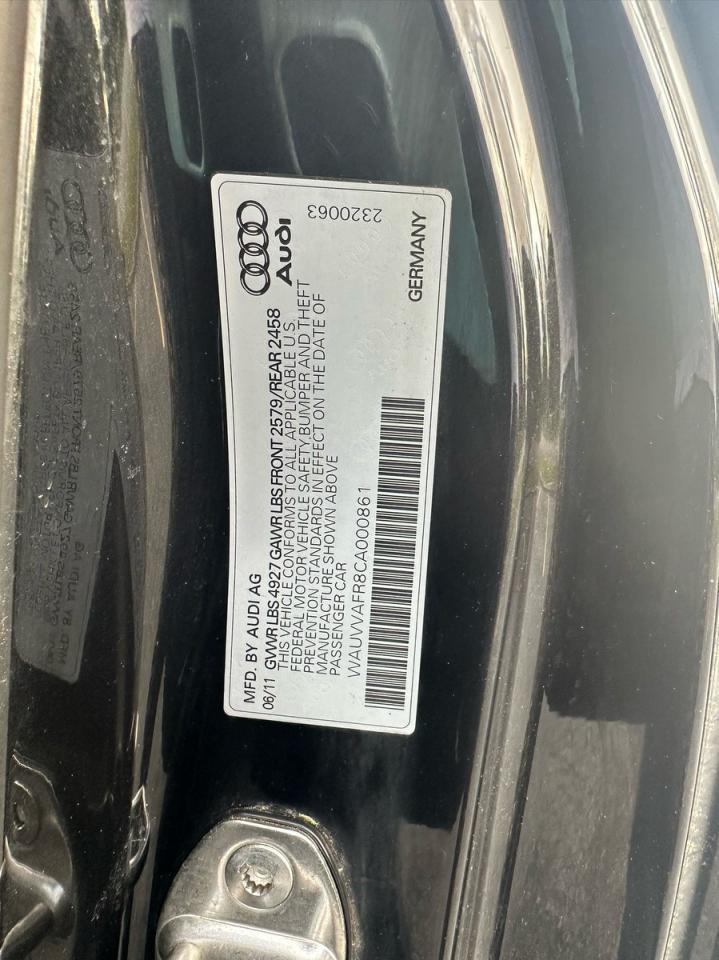 Audi
2320063
MFD. BY AUDI AG
06/11 GWWR LBS 4927 GAWR LBS FRONT 2579/REAR 2458
THIS VEHICLE CONFORMS TO ALL APPLICABLE U.S.
FEDERAL MOTOR VEHICLE SAFETY, BUMPER AND THEFT
PREVENTION STANDARDS IN EFFECT ON THE DATE OF
MANUFACTURE SHOWN ABOVE
PASSENGER CAR
WAUVVAFR8CA000861
GERMANY